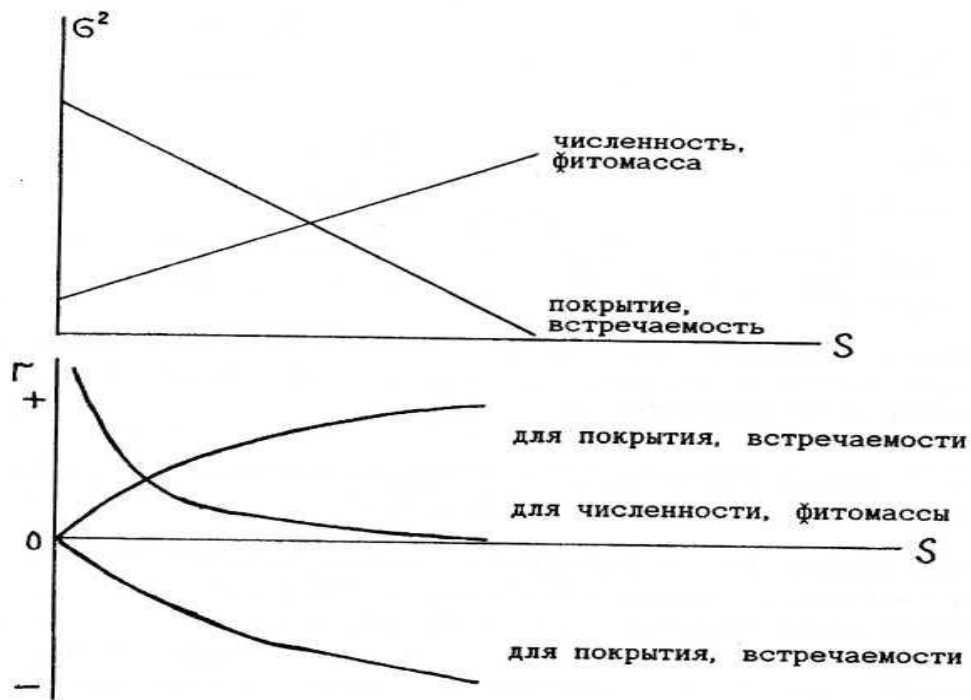 σ²
численность,
фитомасса
покрытие,
встречаемость
S
r
+
для покрытия, встречаемости
для численности, фитомассы
0
S
для покрытия, встречаемости
−